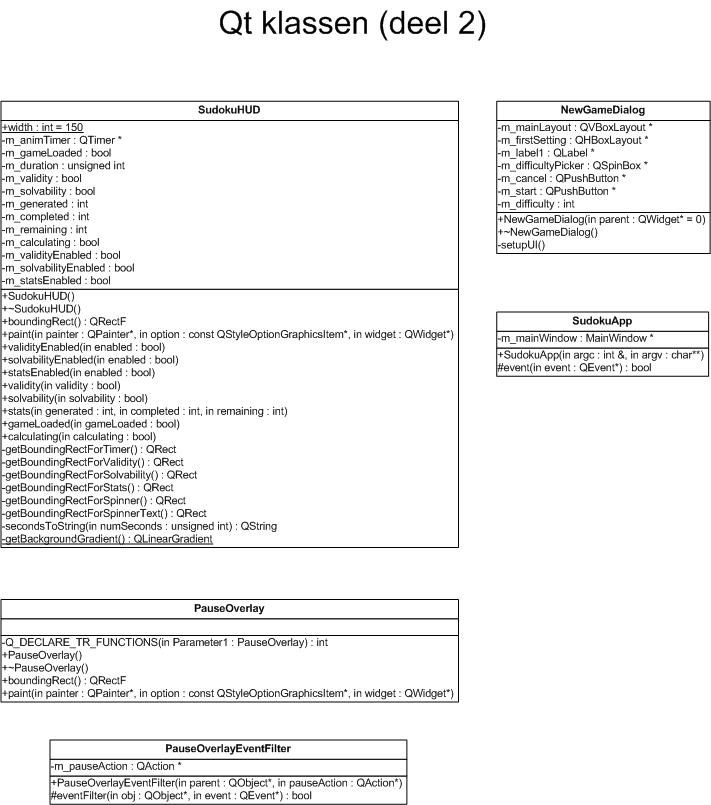 Qt klassen (deel 2)
SudokuHUD
+width : int = 150
-m_animTimer : QTimer *
-m_gameLoaded : bool
-m_duration : unsigned int
-m_validity : bool
-m_solvability : bool
-m_generated : int
-m_completed : int
-m_remaining : int
-m_calculating : bool
-m_validityEnabled : bool
-m_solvabilityEnabled : bool
-m_statsEnabled : bool
+SudokuHUD()
+~SudokuHUD()
+boundingRect() : QRectF
+paint(in painter : QPainter*, in option : const QStyleOptionGraphicsItem*, in widget : QWidget*)
+validityEnabled(in enabled : bool)
+solvabilityEnabled(in enabled : bool)
+statsEnabled(in enabled : bool)
+validity(in validity : bool)
+solvability(in solvability : bool)
+stats(in generated : int, in completed : int, in remaining : int)
+gameLoaded(in gameLoaded : bool)
+calculating(in calculating : bool)
-getBoundingRectForTimer() : QRect
-getBoundingRectForValidity() : QRect
-getBoundingRectForSolvability() : QRect
-getBoundingRectForStats() : QRect
-getBoundingRectForSpinner() : QRect
-getBoundingRectForSpinnerText() : QRect
-secondsToString(in numSeconds : unsigned int) : QString
-getBackgroundGradient() : QLinearGradient
NewGameDialog
-m_mainLayout : QVBoxLayout *
-m_firstSetting : QHBoxLayout *
-m_label1 : QLabel *
-m_difficultyPicker : QSpinBox *
-m_cancel : QPushButton *
-m_start : QPushButton *
-m_difficulty : int
+NewGameDialog(in parent : QWidget* = 0)
+~NewGameDialog()
-setupUI()
SudokuApp
-m_mainWindow : MainWindow *
+SudokuApp(in argc : int &, in argv : char**)
#event(in event : QEvent*) : bool
PauseOverlay
-Q_DECLARE_TR_FUNCTIONS(in Parameter1 : PauseOverlay) : int
+PauseOverlay()
+~PauseOverlay()
+boundingRect() : QRectF
+paint(in painter : QPainter*, in option : const QStyleOptionGraphicsItem*, in widget : QWidget*)
PauseOverlayEventFilter
-m_pauseAction : QAction *
+PauseOverlayEventFilter(in parent : QObject*, in pauseAction : QAction*)
#eventFilter(in obj : QObject*, in event : QEvent*) : bool